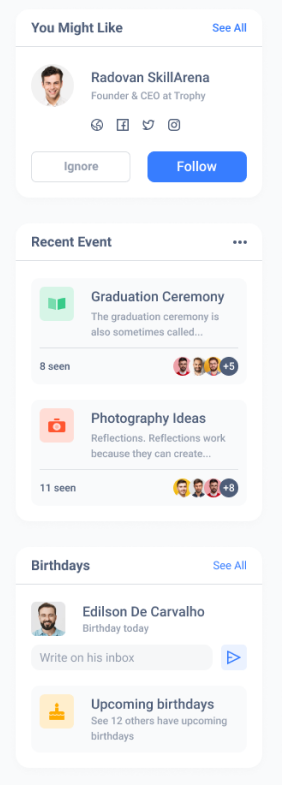 You Might Like
See All
Radovan SkillArena
Founder & CEO at Trophy
Ignore
Follow
Recent Event
Graduation Ceremony
The graduation ceremony is
also sometimes called...
8 seen
+5
Photography Ideas
Reflections. Reflections work
because they can create...
11 seen
+8
Birthdays
See All
Edilson De Carvalho
Birthday today
Write on his inbox
Upcoming birthdays
See 12 others have upcoming
birthdays